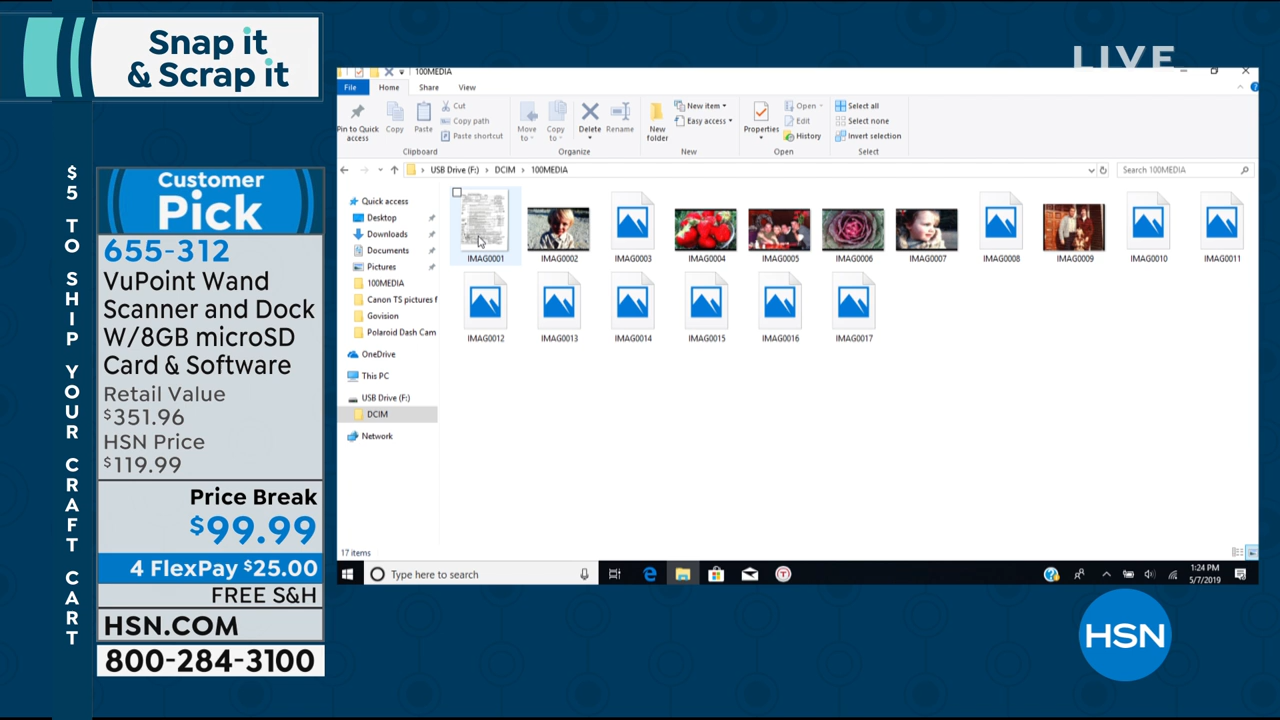 Snap it
& Scrap it
$5 TO SHIP YOUR CRAFT CART
Customer
Pick
655-312
VuPoint Wand
Scanner and Dock
W/8GB microSD
Card & Software
Retail Value
$351.96
HSN Price
$119.99
Price Break
$99.99
4 FlexPay $25.00
FREE S&H
HSN.COM
800-284-3100
LIVE
100MEDIA
File Home Share View
Pin to Quick access
Copy
Paste
Cut
Copy path
Paste shortcut
Clipboard
Move to
Copy to
Delete
Rename
Organize
New folder
New item
Easy access
New
Properties
Open
Edit
History
Open
Select all
Select none
Invert selection
Select
USB Drive (F:) > DCIM > 100MEDIA
Search 100MEDIA
Quick access
Desktop
Downloads
Documents
Pictures
100MEDIA
Canon TS pictures f
Govision
Polaroid Dash Cam
OneDrive
This PC
USB Drive (F:)
DCIM
Network
IMAG0001 IMAG0002 IMAG0003 IMAG0004 IMAG0005 IMAG0006 IMAG0007 IMAG0008 IMAG0009 IMAG0010 IMAG0011
IMAG0012 IMAG0013 IMAG0014 IMAG0015 IMAG0016 IMAG0017
17 items
Type here to search
1:24 PM
5/7/2019
HSN